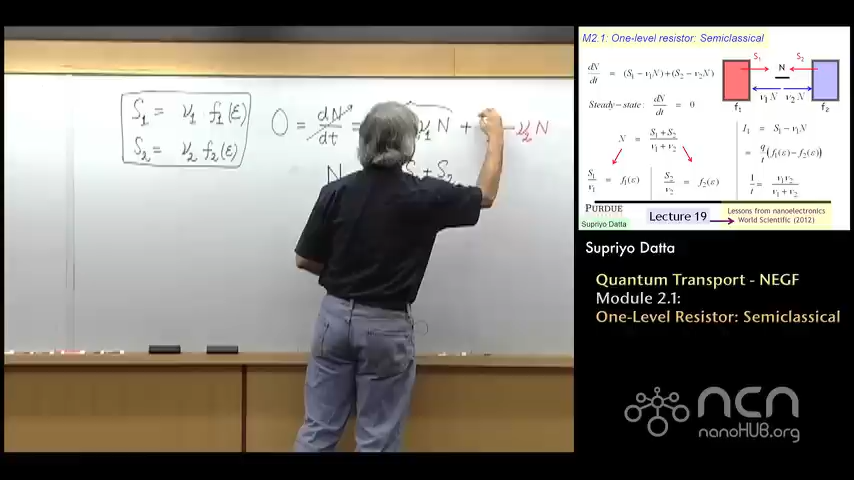 S₁ = ν₁ f₁(ε)
S₂ = ν₂ f₂(ε)
0 = dN/dt = ν₁ N + - ν₂ N
N S₁ + S₂
M2.1: One-level resistor: Semiclassical
dN/dt = (S₁ - ν₁N) + (S₂ - ν₂N)
Steady-state: dN/dt = 0
N = (S₁ + S₂)/(ν₁ + ν₂)
S₁/ν₁ = f₁(ε)
S₂/ν₂ = f₂(ε)
S₁ N S₂
ν₁N ν₂N
f₁ f₂
I₁ = S₁ - ν₁N
= q/t (f₁(ε) - f₂(ε))
1/t = ν₁ν₂/(ν₁ + ν₂)
PURDUE
Supriyo Datta
Lecture 19
Lessons from nanoelectronics
World Scientific (2012)
Supriyo Datta
Quantum Transport - NEGF
Module 2.1:
One-Level Resistor: Semiclassical
ncn
nanoHUB.org